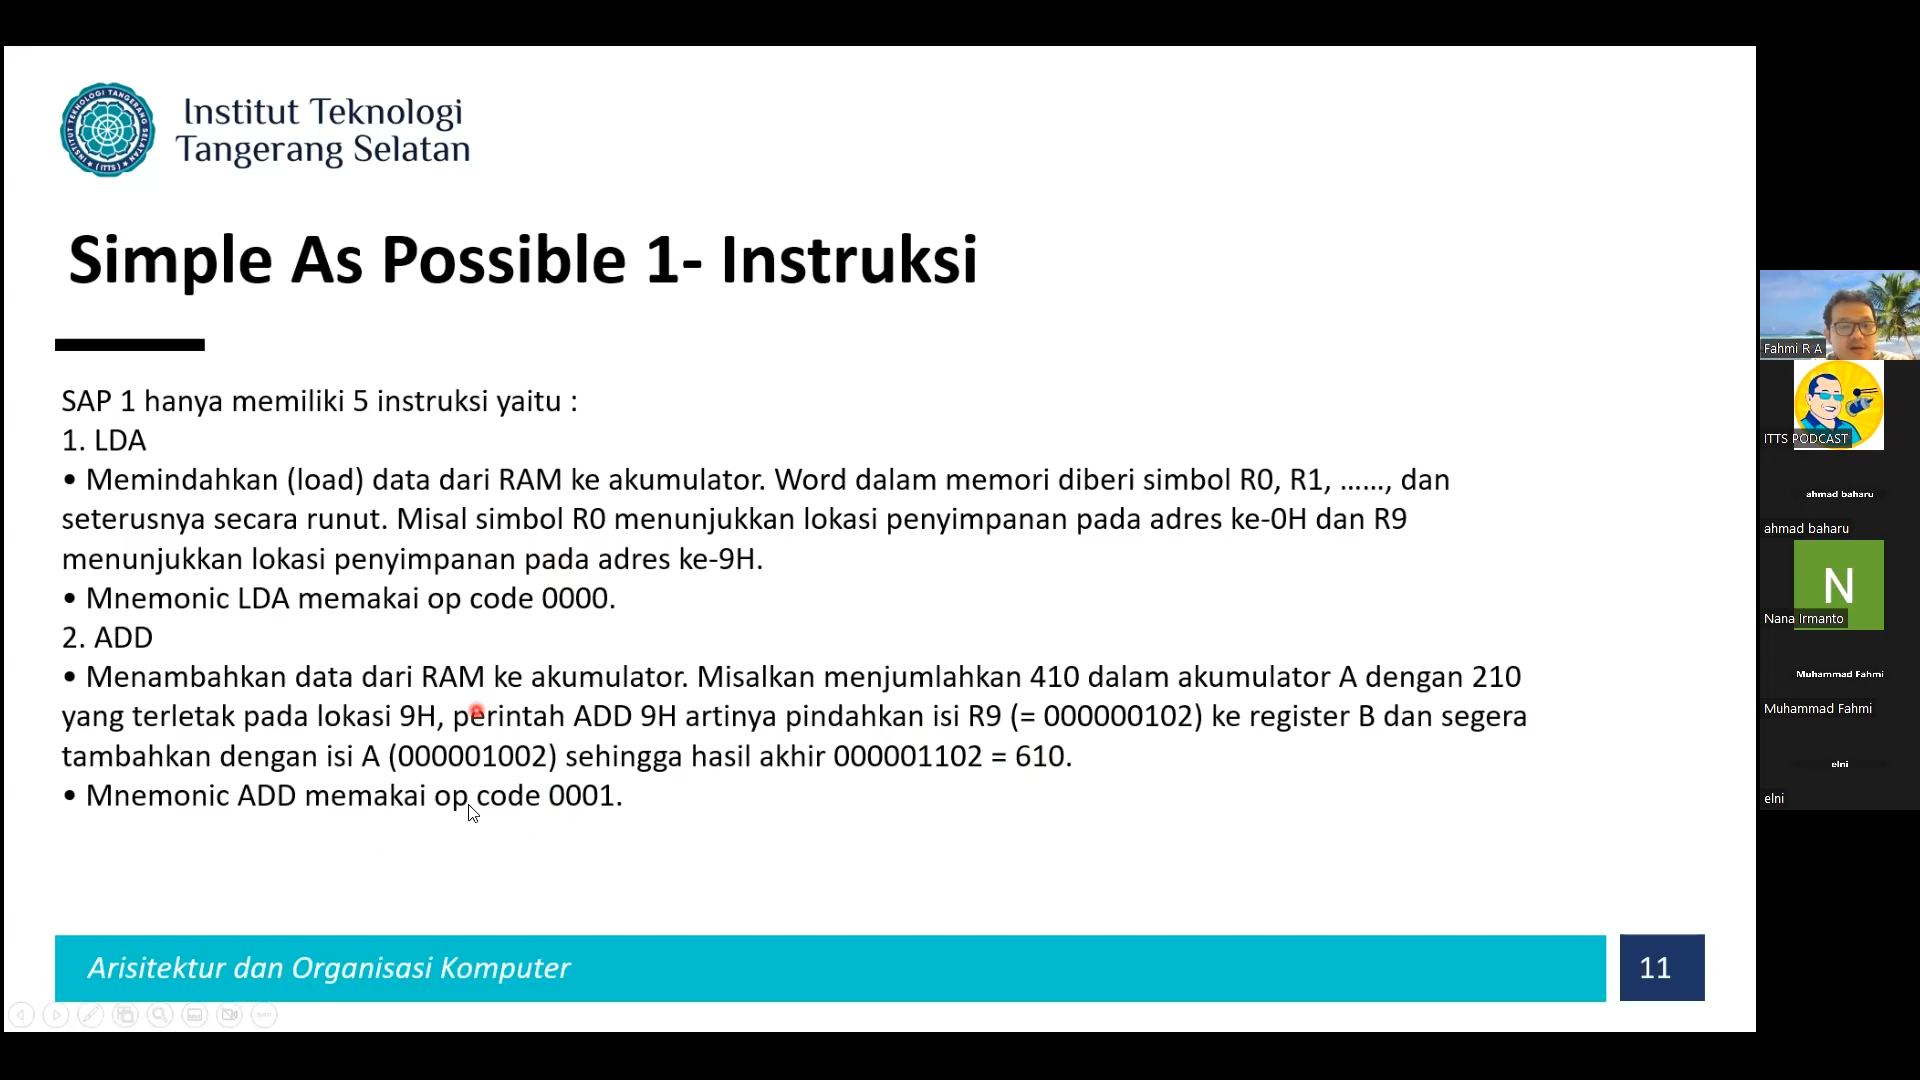 INSTITUT TEKNOLOGI TANGERANG SELATAN
(ITTS)
Institut Teknologi
Tangerang Selatan
Simple As Possible 1- Instruksi
SAP 1 hanya memiliki 5 instruksi yaitu :
1. LDA
• Memindahkan (load) data dari RAM ke akumulator. Word dalam memori diberi simbol R0, R1, ……, dan
seterusnya secara runut. Misal simbol R0 menunjukkan lokasi penyimpanan pada adres ke-0H dan R9
menunjukkan lokasi penyimpanan pada adres ke-9H.
• Mnemonic LDA memakai op code 0000.
2. ADD
• Menambahkan data dari RAM ke akumulator. Misalkan menjumlahkan 410 dalam akumulator A dengan 210
yang terletak pada lokasi 9H, perintah ADD 9H artinya pindahkan isi R9 (= 000000102) ke register B dan segera
tambahkan dengan isi A (000001002) sehingga hasil akhir 000001102 = 610.
• Mnemonic ADD memakai op code 0001.
Arisitektur dan Organisasi Komputer
11
Fahmi R A
ITTS PODCAST
ahmad baharu
ahmad baharu
N
Nana Irmanto
Muhammad Fahmi
Muhammad Fahmi
elni
elni